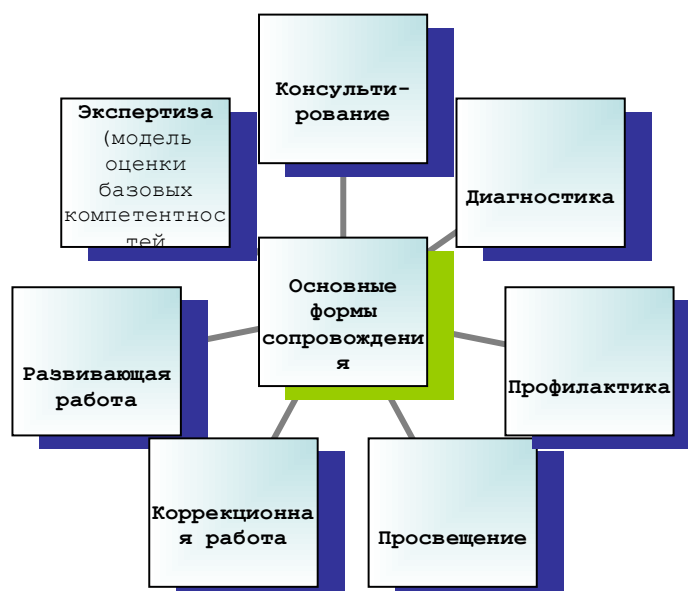 Консульти-
рование
Экспертиза
(модель
оценки
базовых
компетентнос
тей
Диагностика
Основные
формы
сопровождени
я
Развивающая
работа
Профилактика
Коррекционна
я работа
Просвещение